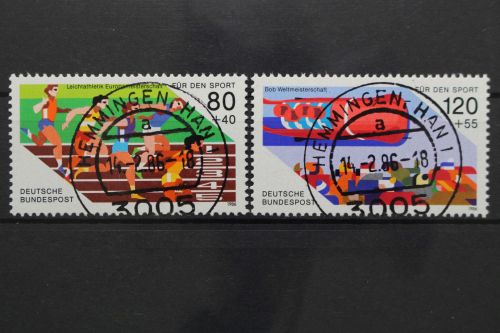 Leichtathletik Europameisterschaft FÜR DEN SPORT
80
+40
DEUTSCHE
BUNDESPOST
1986
HEMMINGEN, HAN 1
a
14.-2.86-18
3005
Bob Weltmeisterschaft FÜR DEN SPORT
120
+55
DEUTSCHE
BUNDESPOST
1986
HEMMINGEN, HAN 1
a
14.-2.86-18
3005